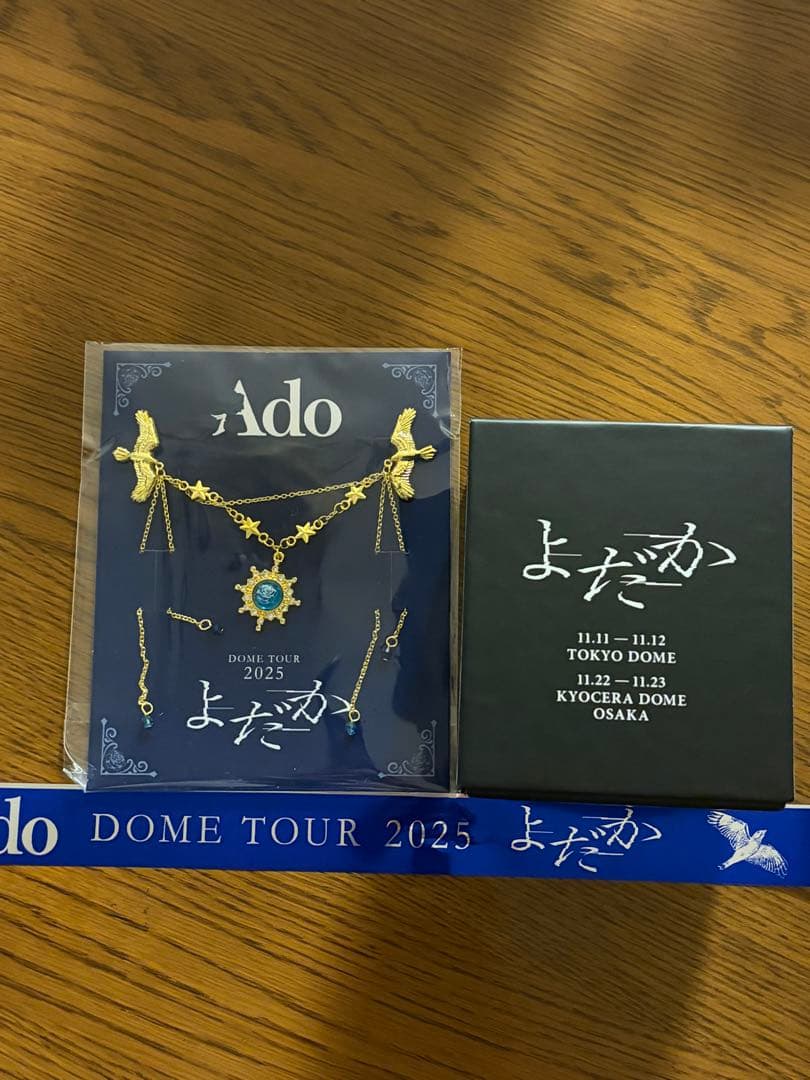 Ado
DOME TOUR
2025
よだか
よだか
11.11 — 11.12
TOKYO DOME
11.22 — 11.23
KYOCERA DOME
OSAKA
do DOME TOUR 2025 よだか